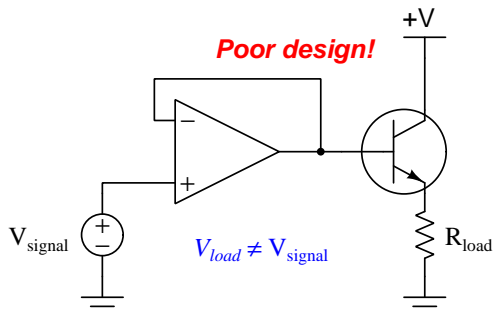 +V
Poor design!
−
+
V_signal
+
−
V_load ≠ V_signal
R_load